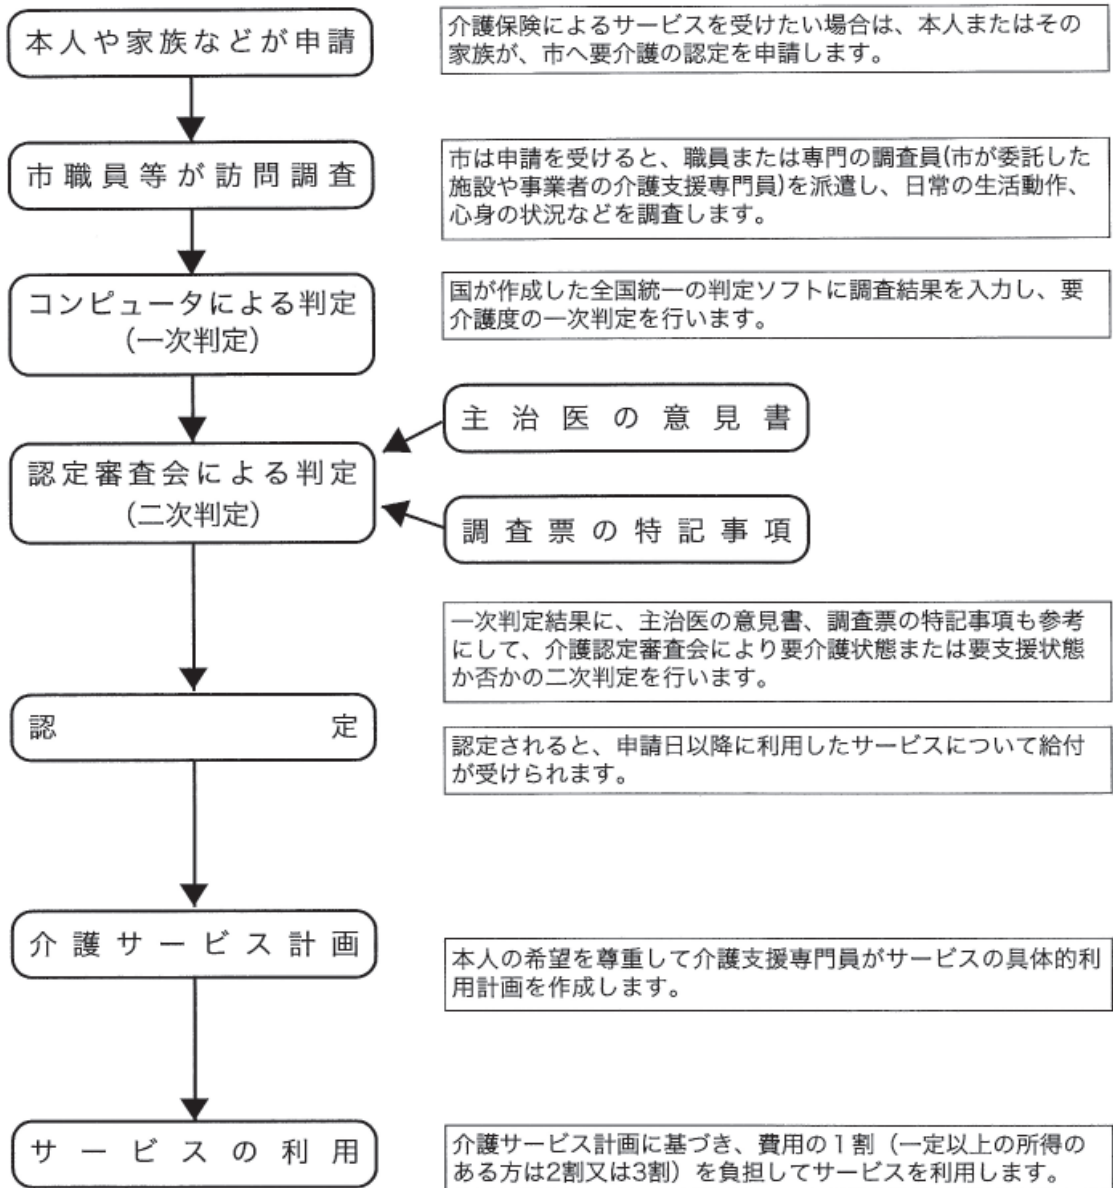 本人や家族などが申請
介護保険によるサービスを受けたい場合は、本人またはその
家族が、市へ要介護の認定を申請します。
市職員等が訪問調査
市は申請を受けると、職員または専門の調査員(市が委託した
施設や事業者の介護支援専門員)を派遣し、日常の生活動作、
心身の状況などを調査します。
コンピュータによる判定
(一次判定)
国が作成した全国統一の判定ソフトに調査結果を入力し、要
介護度の一次判定を行います。
主治医の意見書
認定審査会による判定
(二次判定)
調査票の特記事項
一次判定結果に、主治医の意見書、調査票の特記事項も参考
にして、介護認定審査会により要介護状態または要支援状態
か否かの二次判定を行います。
認定
認定されると、申請日以降に利用したサービスについて給付
が受けられます。
介護サービス計画
本人の希望を尊重して介護支援専門員がサービスの具体的利
用計画を作成します。
サービスの利用
介護サービス計画に基づき、費用の1割（一定以上の所得の
ある方は2割又は3割）を負担してサービスを利用します。